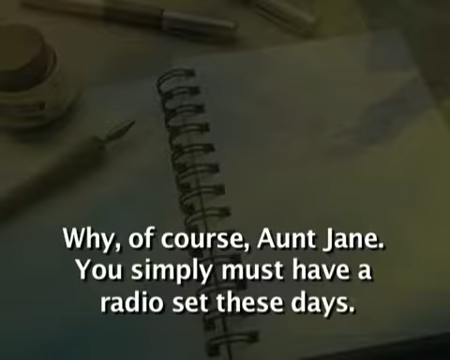 Why, of course, Aunt Jane.
You simply must have a
radio set these days.